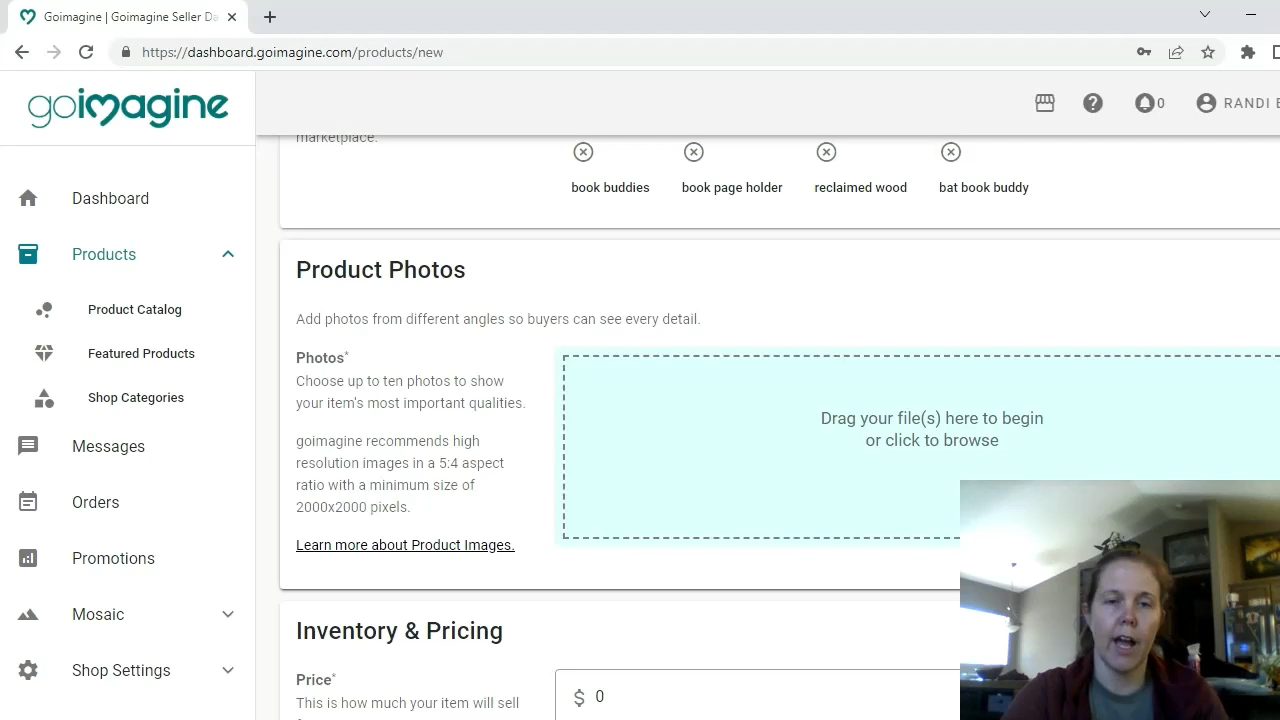 Goimagine | Goimagine Seller Da
https://dashboard.goimagine.com/products/new
goimagine
0
RANDI
marketplace.
book buddies
book page holder
reclaimed wood
bat book buddy
Dashboard
Products
Product Catalog
Featured Products
Shop Categories
Messages
Orders
Promotions
Mosaic
Shop Settings
Product Photos
Add photos from different angles so buyers can see every detail.
Photos*
Choose up to ten photos to show
your item's most important qualities.
goimagine recommends high
resolution images in a 5:4 aspect
ratio with a minimum size of
2000x2000 pixels.
Learn more about Product Images.
Drag your file(s) here to begin
or click to browse
Inventory & Pricing
Price*
This is how much your item will sell
$ 0